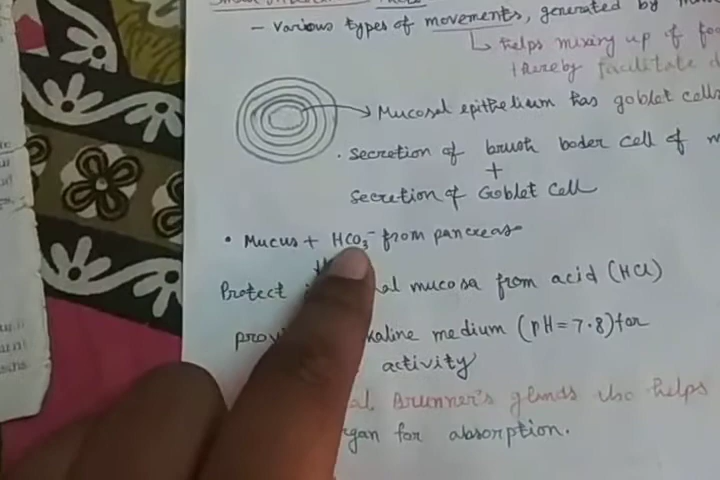 - Various types of movements, generated by
↳ helps mixing up of
thereby facilitate
→ Mucosal epithelium has goblet cells
. secretion of brush boder cell of
+
secretion of Goblet Cell
• Mucus + HCO3- from pancreas
Protect mucosa from acid (HCl)
medium (pH = 7.8) for
activity
Brunner's glands also helps
for absorption.